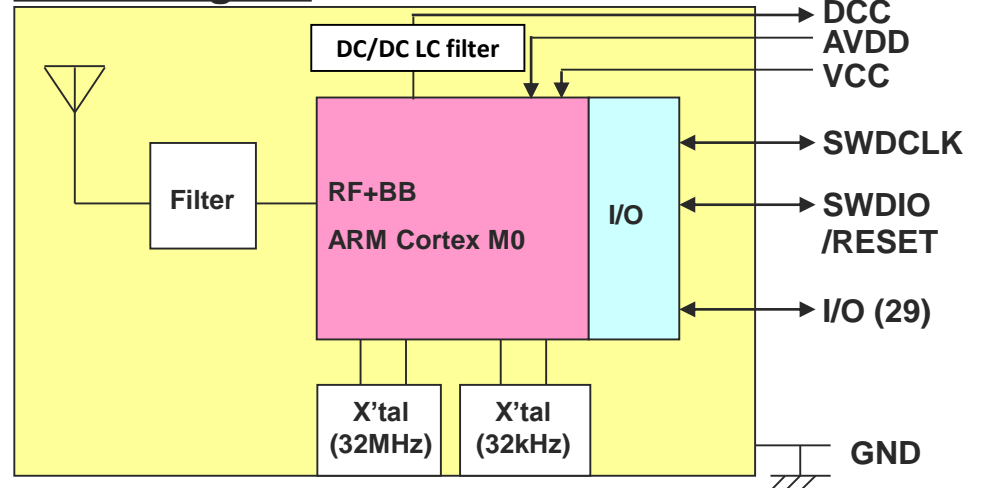 DCC
DC/DC LC filter
AVDD
VCC
SWDCLK
Filter
RF+BB
ARM Cortex M0
I/O
SWDIO
/RESET
I/O (29)
X'tal
(32MHz)
X'tal
(32kHz)
GND